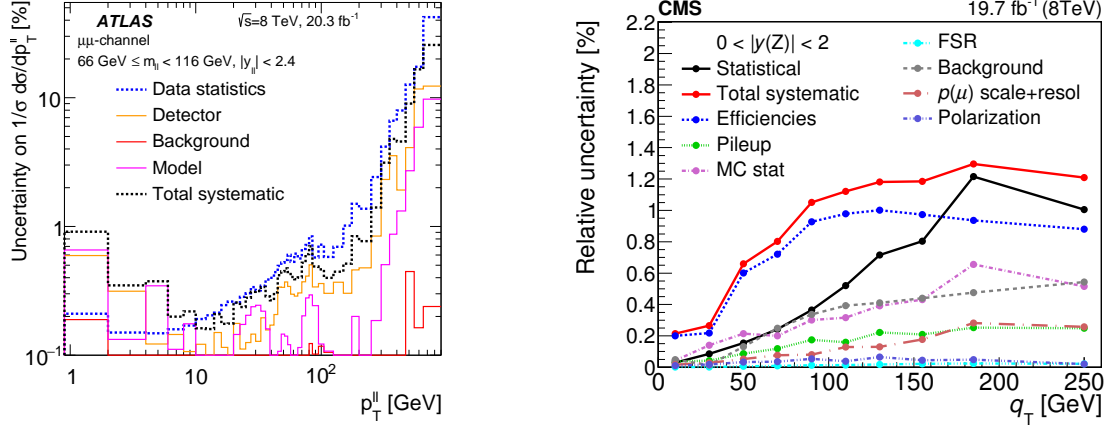 ATLAS
√s=8 TeV, 20.3 fb⁻¹
μμ-channel
66 GeV ≤ m_ll < 116 GeV, |y_ll| < 2.4
Data statistics
Detector
Background
Model
Total systematic
Uncertainty on 1/σ dσ/dp_T^ll [%]
10
1
10⁻¹
1 10 10²
p_T^ll [GeV]
CMS 19.7 fb⁻¹ (8TeV)
0 < |y(Z)| < 2
Statistical
Total systematic
Efficiencies
Pileup
MC stat
FSR
Background
p(μ) scale+resol
Polarization
Relative uncertainty [%]
2.2
2
1.8
1.6
1.4
1.2
1
0.8
0.6
0.4
0.2
0
0 50 100 150 200 250
q_T [GeV]